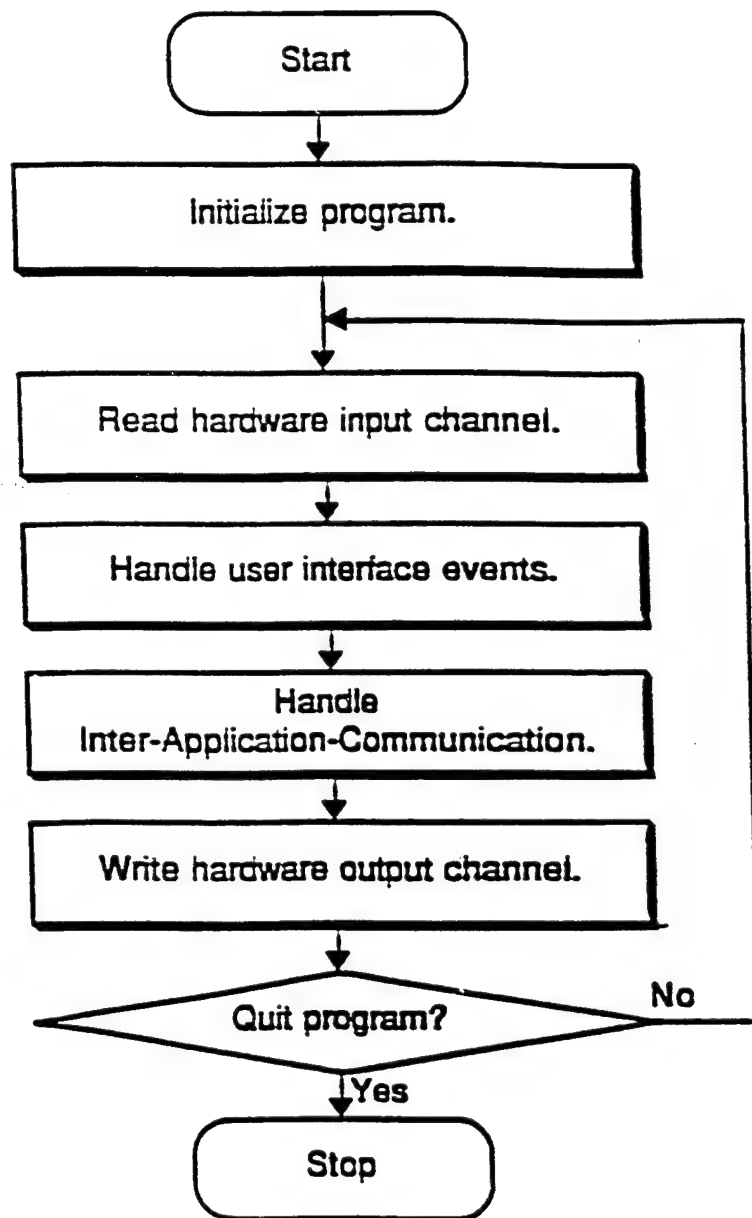 Start
Initialize program.
Read hardware input channel.
Handle user interface events.
Handle
Inter-Application-Communication.
Write hardware output channel.
Quit program?
No
Yes
Stop